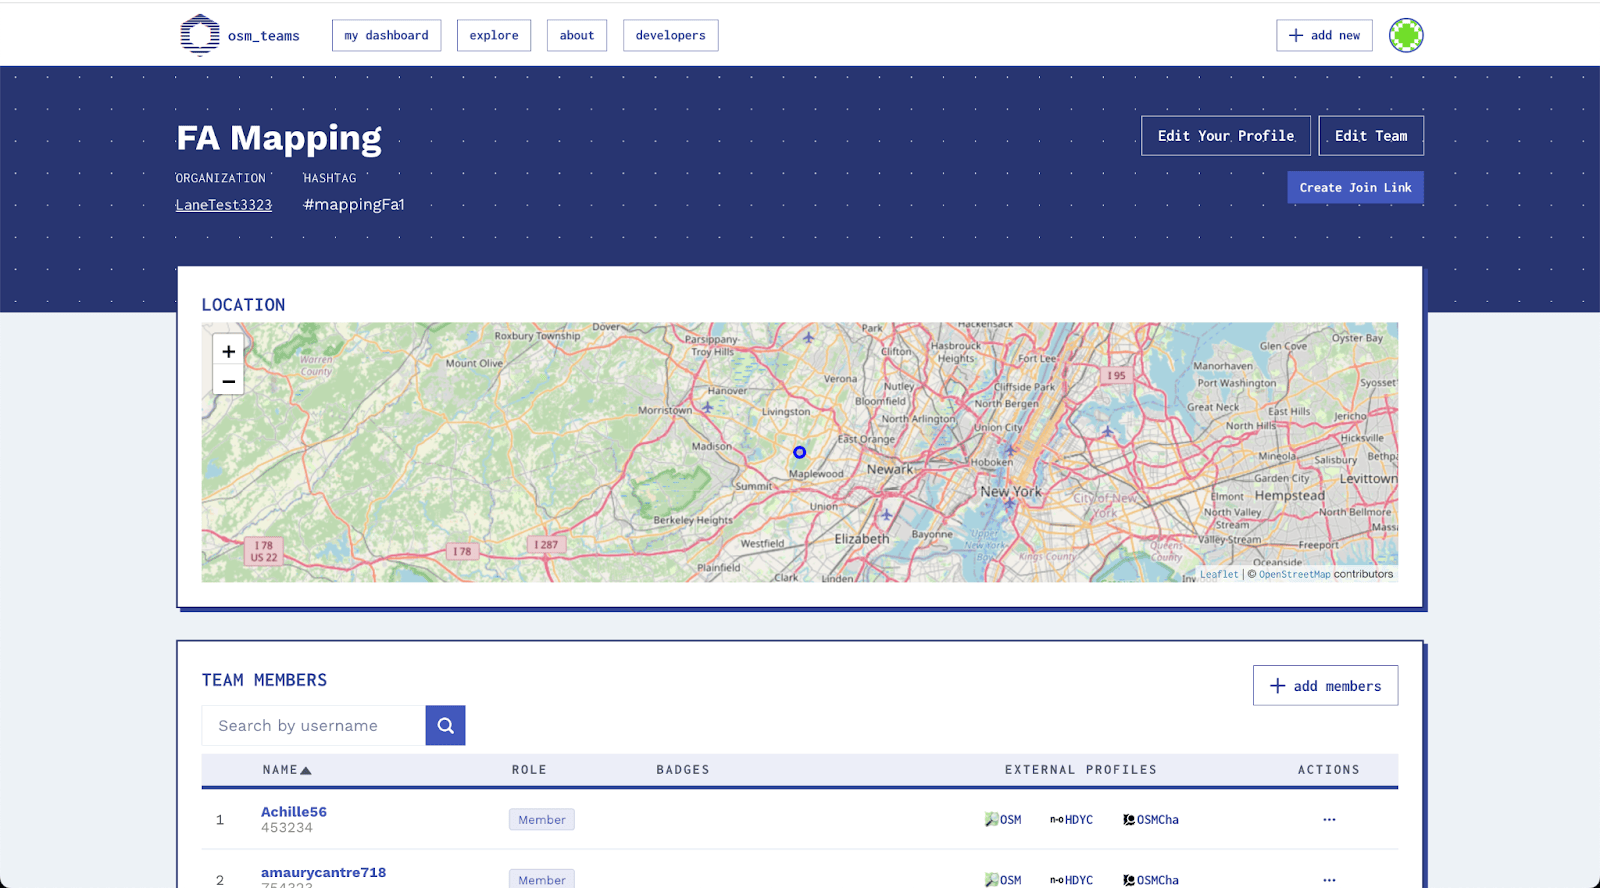 osm_teams
my dashboard
explore
about
developers
+ add new
FA Mapping
Edit Your Profile
Edit Team
ORGANIZATION
HASHTAG
LaneTest3323
#mappingFa1
Create Join Link
LOCATION
+
−
Warren County
Roxbury Township
Dover
Mount Olive
Parsippany-Troy Hills
Park
Clifton
Hackensack
Hasbrouck Heights
Fort Lee
I 95
Glen Cove
Oyster Bay
Manorhaven
Port Washington
Syosset
Hanover
Verona
Nutley
Cliffside Park
Morristown
Livingston
Bloomfield
North Bergen
Great Neck
East Hills
Jericho
North Arlington
Union City
North Hills
Hicksville
Madison
East Orange
Mineola
Salisbury
Bethpa
Maplewood
Newark
Hoboken
Garden City
Levittown
Summit
New York
City of New York
Elmont
Hempstead
Union
North Valley Stream
North Bellmore
Berkeley Heights
Bayonne
Upper New York Bay
Massa
I 78
US 22
I 78
I 287
Westfield
Elizabeth
Kings County
Queens County
Valley Stream
Freeport
Plainfield
Clark
Linden
Oceanside
Inv
Leaflet | © OpenStreetMap contributors
TEAM MEMBERS
+ add members
Search by username
NAME▲ ROLE BADGES EXTERNAL PROFILES ACTIONS
1 Achille56 Member OSM HDYC OSMCha ···
453234
2 amaurycantre718 Member OSM HDYC OSMCha ···
754323